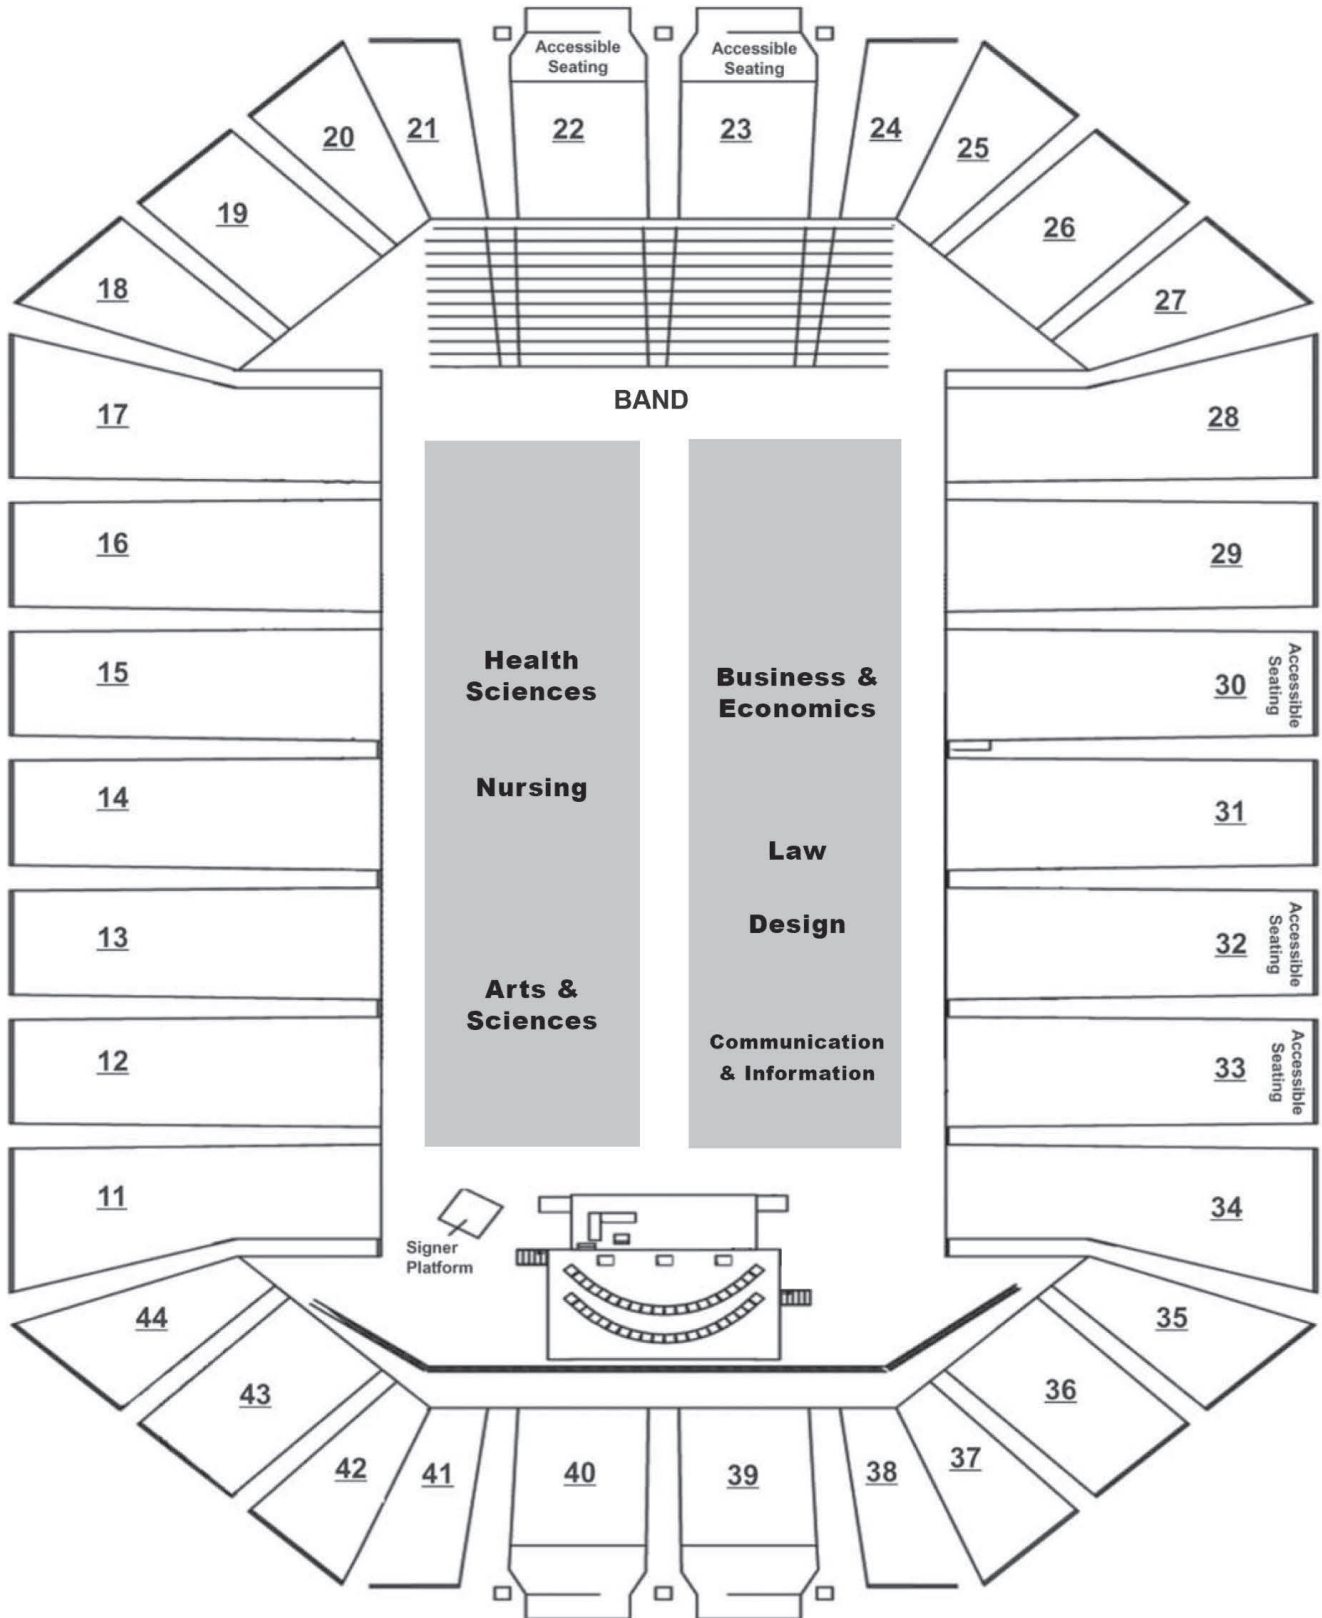 Accessible
Seating
Accessible
Seating
20
21
22
23
24
25
19
26
18
27
BAND
17
28
16
29
Health
Sciences
Business &
Economics
15
30
Accessible
Seating
Nursing
14
31
Law
Design
13
32
Accessible
Seating
Arts &
Sciences
Communication
& Information
12
33
Accessible
Seating
11
34
Signer
Platform
44
35
43
36
42
41
40
39
38
37